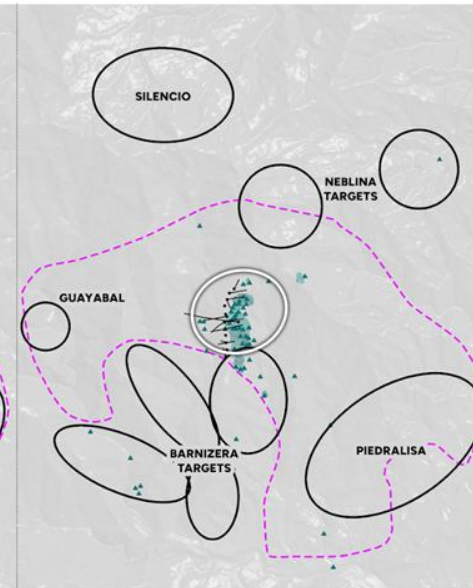 SILENCIO
NEBLINA
TARGETS
GUAYABAL
BARNIZERA
TARGETS
PIEDRALISA